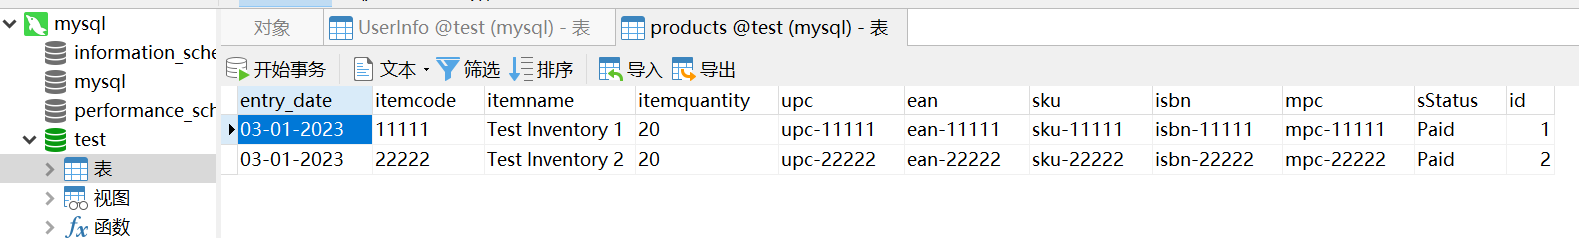 mysql
对象 UserInfo @test (mysql) - 表 products @test (mysql) - 表
information_sche
开始事务 文本 筛选 排序 导入 导出
mysql
performance_sch
entry_date itemcode itemname itemquantity upc ean sku isbn mpc sStatus id
03-01-2023 11111 Test Inventory 1 20 upc-11111 ean-11111 sku-11111 isbn-11111 mpc-11111 Paid 1
test
03-01-2023 22222 Test Inventory 2 20 upc-22222 ean-22222 sku-22222 isbn-22222 mpc-22222 Paid 2
表
视图
fx 函数